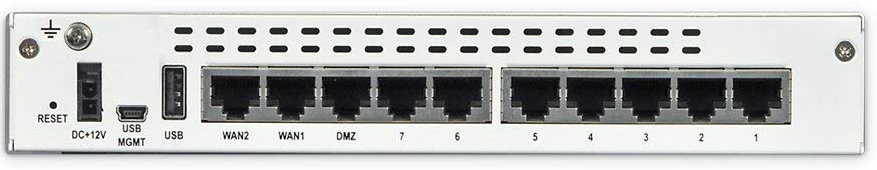 RESET
DC+12V
USB
MGMT
USB
WAN2
WAN1
DMZ
7
6
5
4
3
2
1